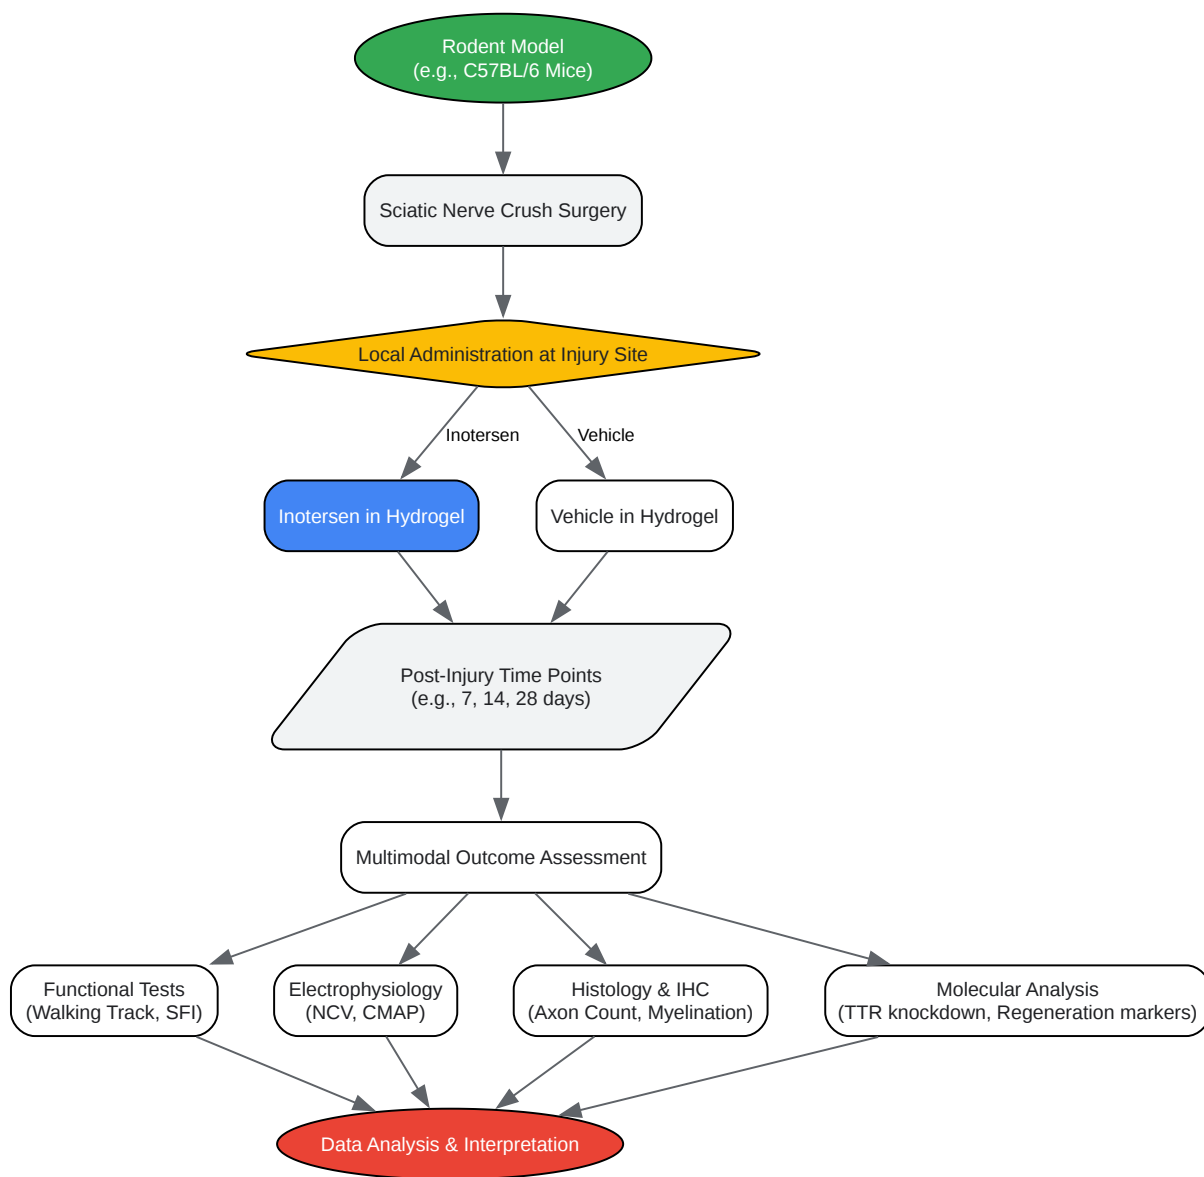 Rodent Model
(e.g., C57BL/6 Mice)
Sciatic Nerve Crush Surgery
Local Administration at Injury Site
Inotersen
Vehicle
Inotersen in Hydrogel
Vehicle in Hydrogel
Post-Injury Time Points
(e.g., 7, 14, 28 days)
Multimodal Outcome Assessment
Functional Tests
(Walking Track, SFI)
Electrophysiology
(NCV, CMAP)
Histology & IHC
(Axon Count, Myelination)
Molecular Analysis
(TTR knockdown, Regeneration markers)
Data Analysis & Interpretation